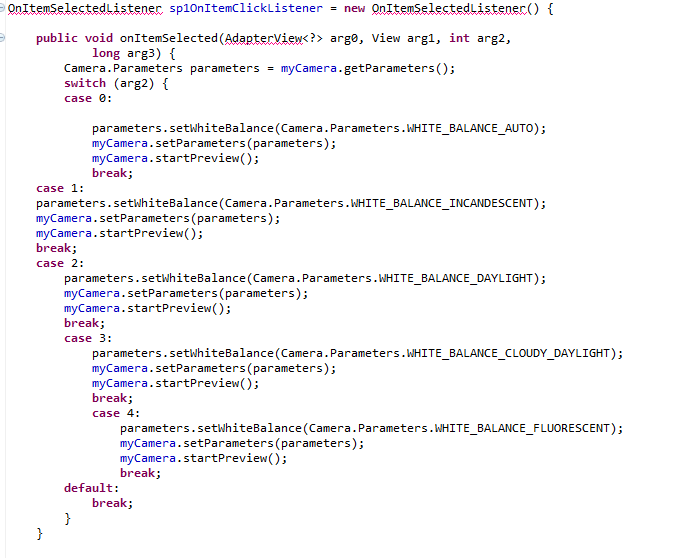 OnItemSelectedListener sp1OnItemClickListener = new OnItemSelectedListener() {
public void onItemSelected(AdapterView<?> arg0, View arg1, int arg2,
long arg3) {
Camera.Parameters parameters = myCamera.getParameters();
switch (arg2) {
case 0:
parameters.setWhiteBalance(Camera.Parameters.WHITE_BALANCE_AUTO);
myCamera.setParameters(parameters);
myCamera.startPreview();
break;
case 1:
parameters.setWhiteBalance(Camera.Parameters.WHITE_BALANCE_INCANDESCENT);
myCamera.setParameters(parameters);
myCamera.startPreview();
break;
case 2:
parameters.setWhiteBalance(Camera.Parameters.WHITE_BALANCE_DAYLIGHT);
myCamera.setParameters(parameters);
myCamera.startPreview();
break;
case 3:
parameters.setWhiteBalance(Camera.Parameters.WHITE_BALANCE_CLOUDY_DAYLIGHT);
myCamera.setParameters(parameters);
myCamera.startPreview();
break;
case 4:
parameters.setWhiteBalance(Camera.Parameters.WHITE_BALANCE_FLUORESCENT);
myCamera.setParameters(parameters);
myCamera.startPreview();
break;
default:
break;
}
}